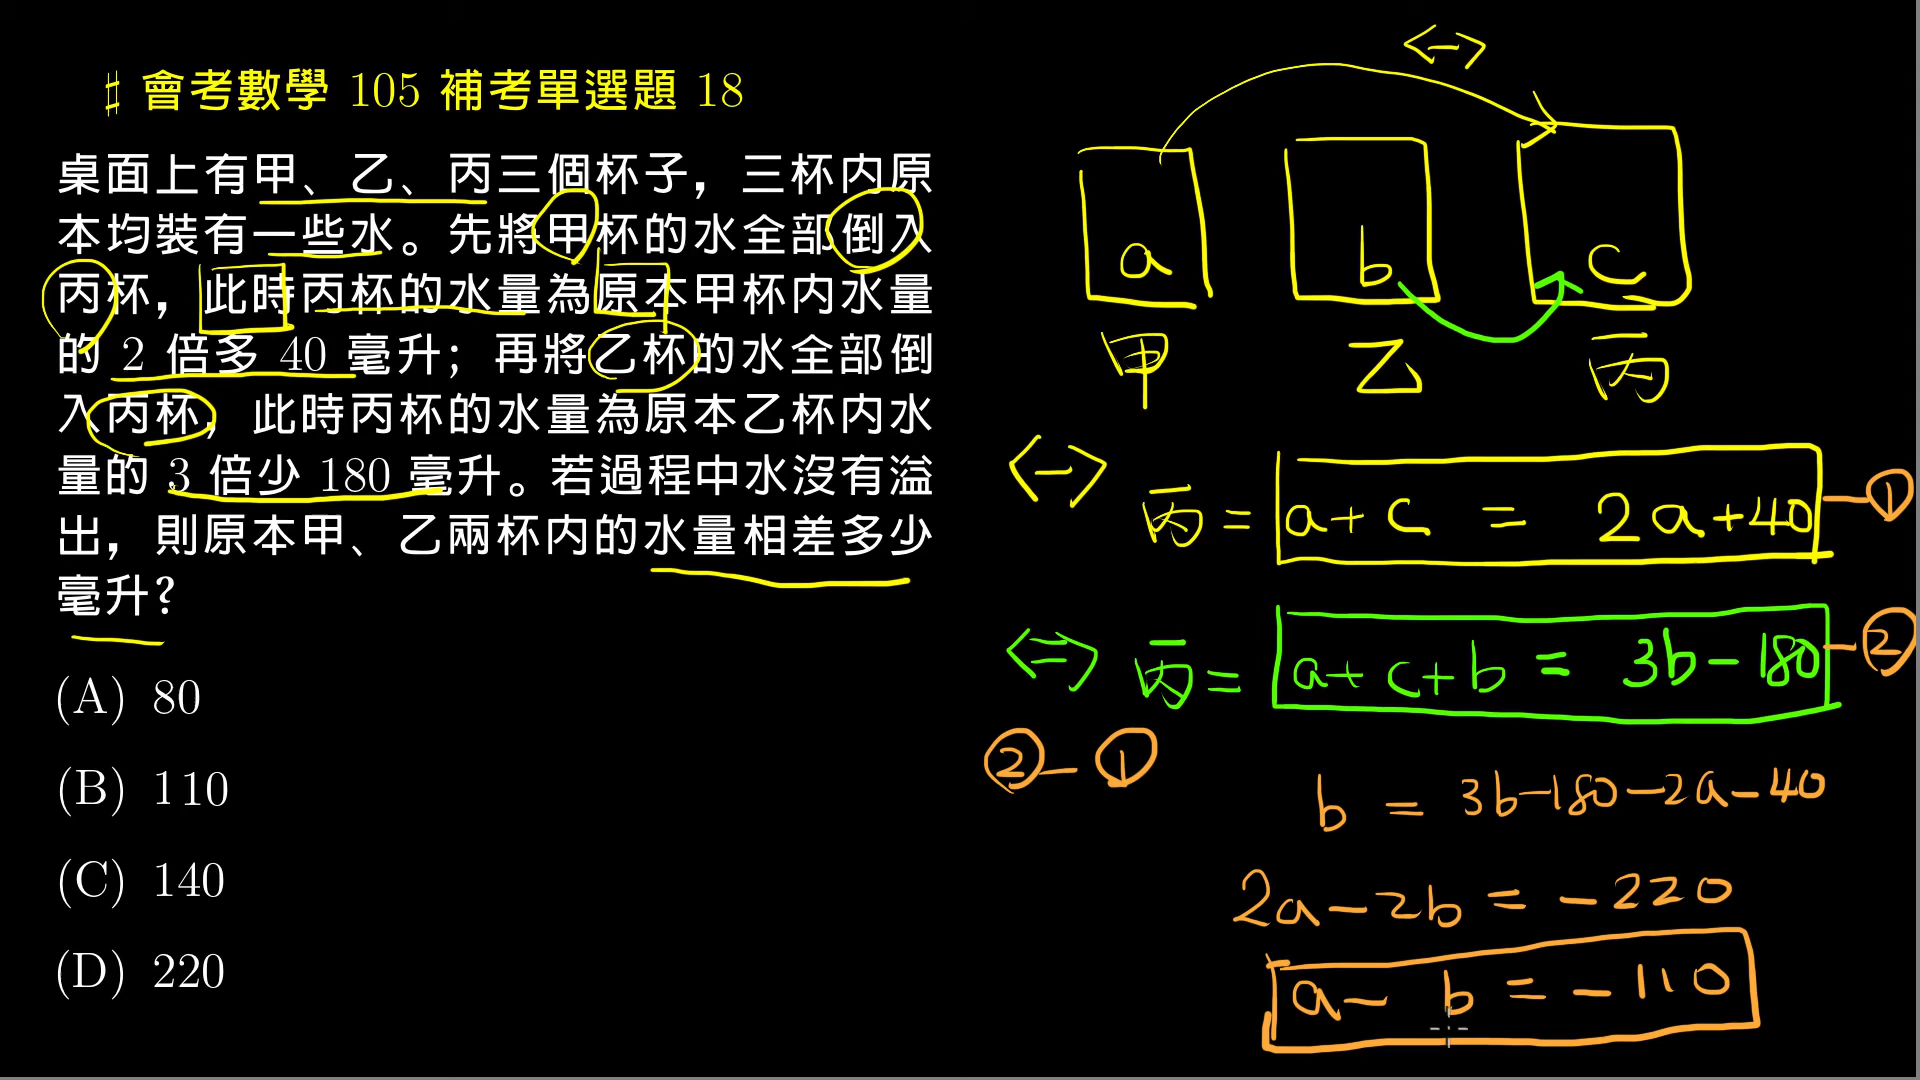 ♯ 會考數學 105 補考單選題 18
桌面上有甲、乙、丙三個杯子，三杯內原
本均裝有一些水。先將甲杯的水全部倒入
丙杯，此時丙杯的水量為原本甲杯內水量
的 2 倍多 40 毫升；再將乙杯的水全部倒
入丙杯，此時丙杯的水量為原本乙杯內水
量的 3 倍少 180 毫升。若過程中水沒有溢
出，則原本甲、乙兩杯內的水量相差多少
毫升？
(A) 80
(B) 110
(C) 140
(D) 220
<->
a b c
甲 乙 丙
<-> 丙 = a + c = 2a+40 ①
<=> 丙 = a + c + b = 3b - 180 ②
② - ①
b = 3b-180-2a-40
2a - 2b = -220
a - b = -110